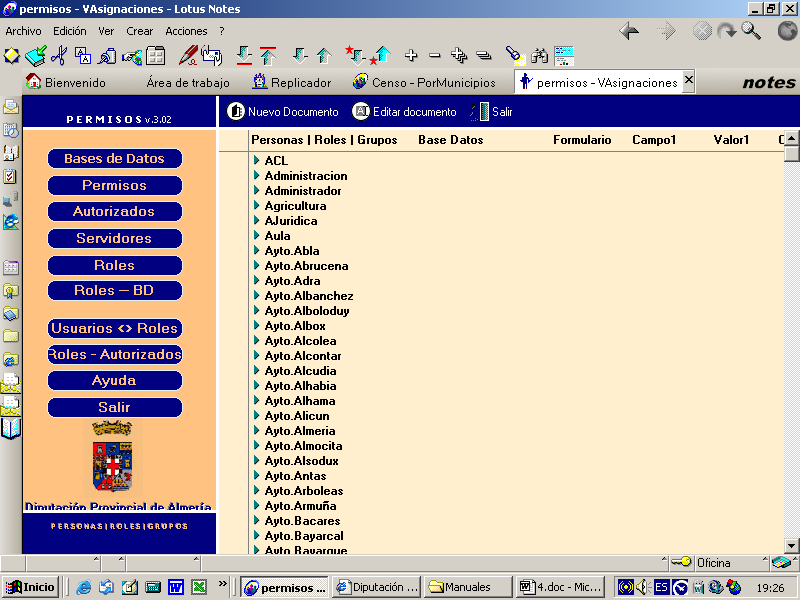 permisos - VAsignaciones - Lotus Notes
Archivo Edición Ver Crear Acciones ?
Bienvenido Área de trabajo Replicador Censo - PorMunicipios permisos - VAsignaciones notes
PERMISOS v.3.02
Nuevo Documento Editar documento Salir
Bases de Datos
Permisos
Autorizados
Servidores
Roles
Roles – BD
Usuarios <> Roles
Roles - Autorizados
Ayuda
Salir
Diputación Provincial de Almería
PERSONAS|ROLES|GRUPOS
Personas | Roles | Grupos Base Datos Formulario Campo1 Valor1
ACL
Administracion
Administrador
Agricultura
AJuridica
Aula
Ayto.Abla
Ayto.Abrucena
Ayto.Adra
Ayto.Albanchez
Ayto.Alboloduy
Ayto.Albox
Ayto.Alcolea
Ayto.Alcontar
Ayto.Alcudia
Ayto.Alhabia
Ayto.Alhama
Ayto.Alicun
Ayto.Almeria
Ayto.Almocita
Ayto.Alsodux
Ayto.Antas
Ayto.Arboleas
Ayto.Armuña
Ayto.Bacares
Ayto.Bayarcal
Ayto.Bayarque
Oficina
Inicio » permisos ... Diputación ... Manuales 4.doc - Mic... ES 19:26